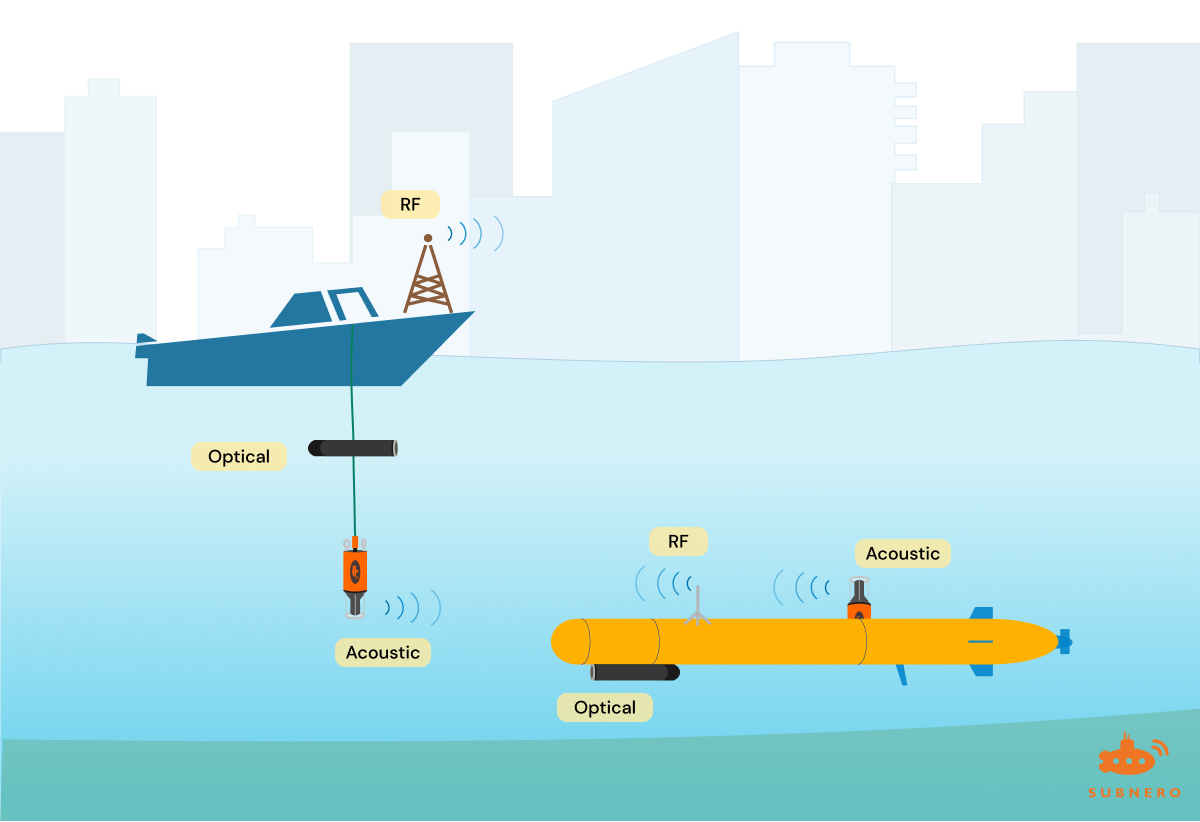 RF
Optical
RF
Acoustic
Acoustic
Optical
SUBNERO